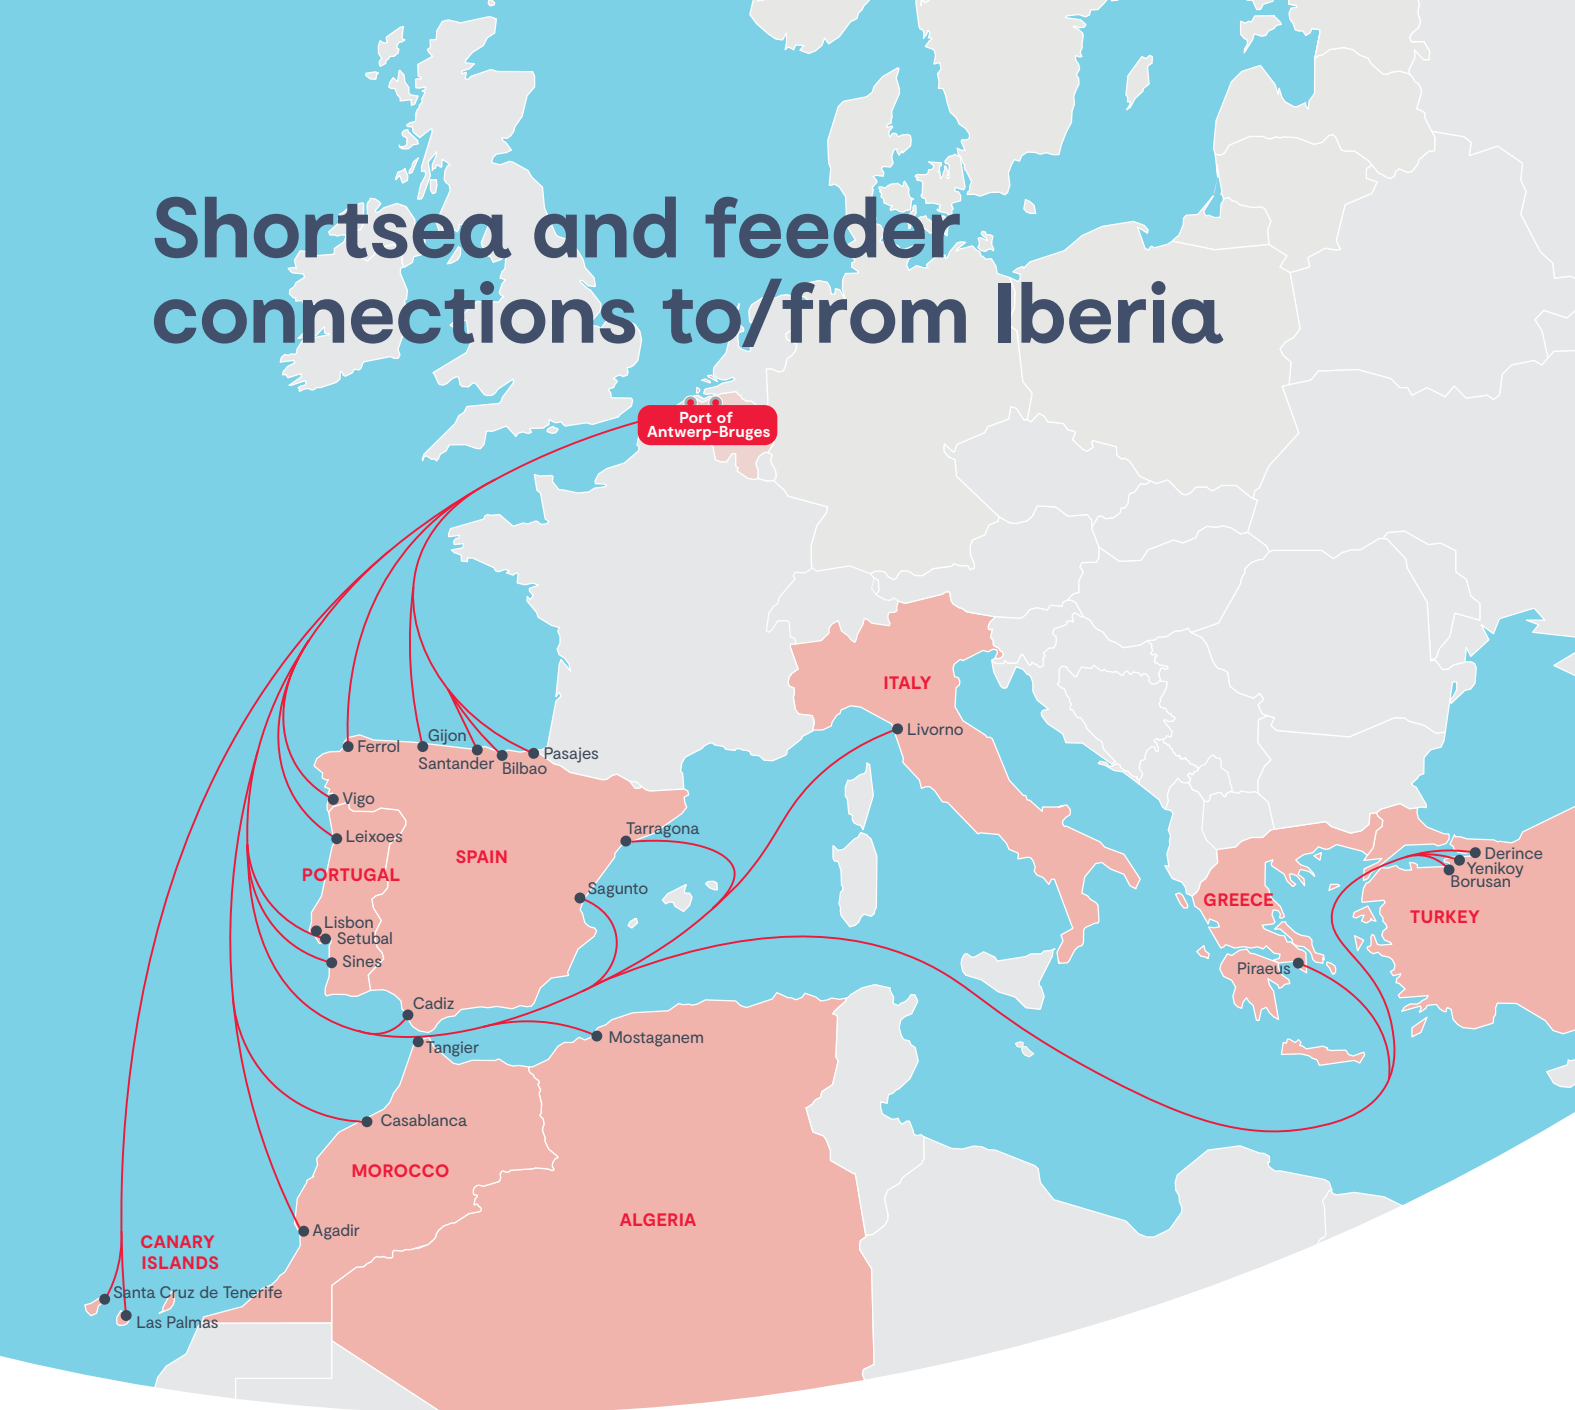 Shortsea and feeder
connections to/from Iberia
Port of
Antwerp-Bruges
ITALY
Livorno
Ferrol
Gijon
Santander
Bilbao
Pasajes
Vigo
Leixoes
PORTUGAL
SPAIN
Tarragona
Sagunto
Lisbon
Setubal
Sines
Cadiz
Tangier
Mostaganem
Derince
Yenikoy
Borusan
GREECE
TURKEY
Piraeus
Casablanca
MOROCCO
ALGERIA
Agadir
CANARY
ISLANDS
Santa Cruz de Tenerife
Las Palmas